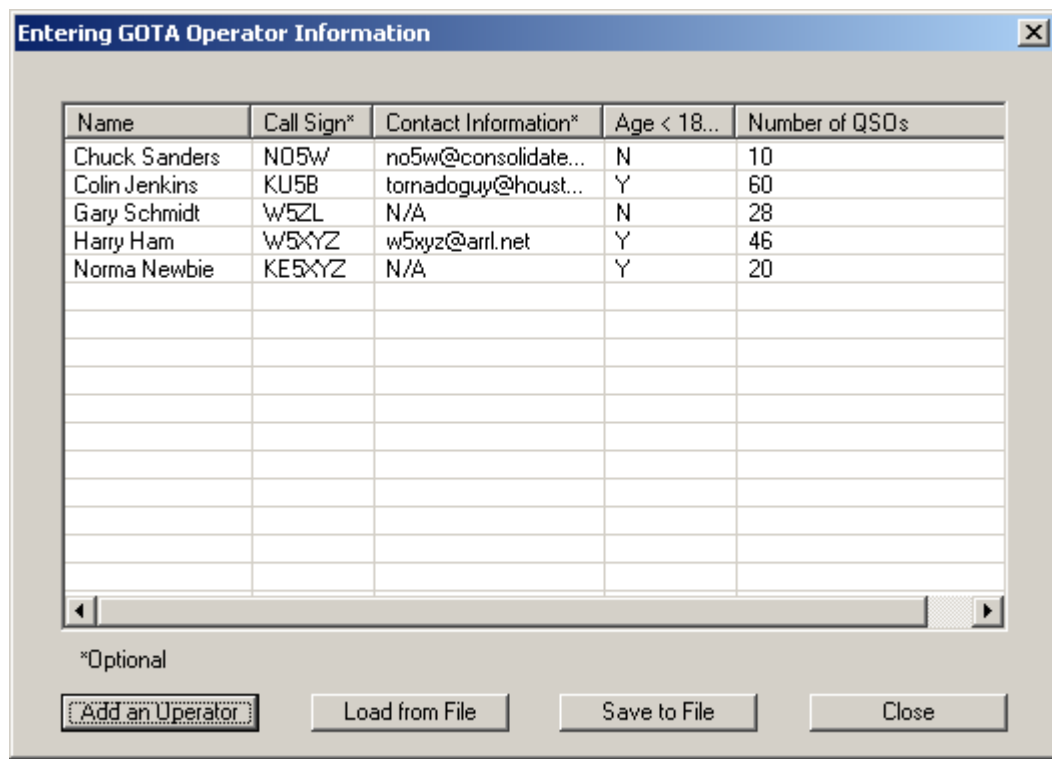 Entering GOTA Operator Information
Name Call Sign* Contact Information* Age < 18... Number of QSOs
Chuck Sanders NO5W no5w@consolidate... N 10
Colin Jenkins KU5B tornadoguy@houst... Y 60
Gary Schmidt W5ZL N/A N 28
Harry Ham W5XYZ w5xyz@arrl.net Y 46
Norma Newbie KE5XYZ N/A Y 20
*Optional
Add an Operator Load from File Save to File Close